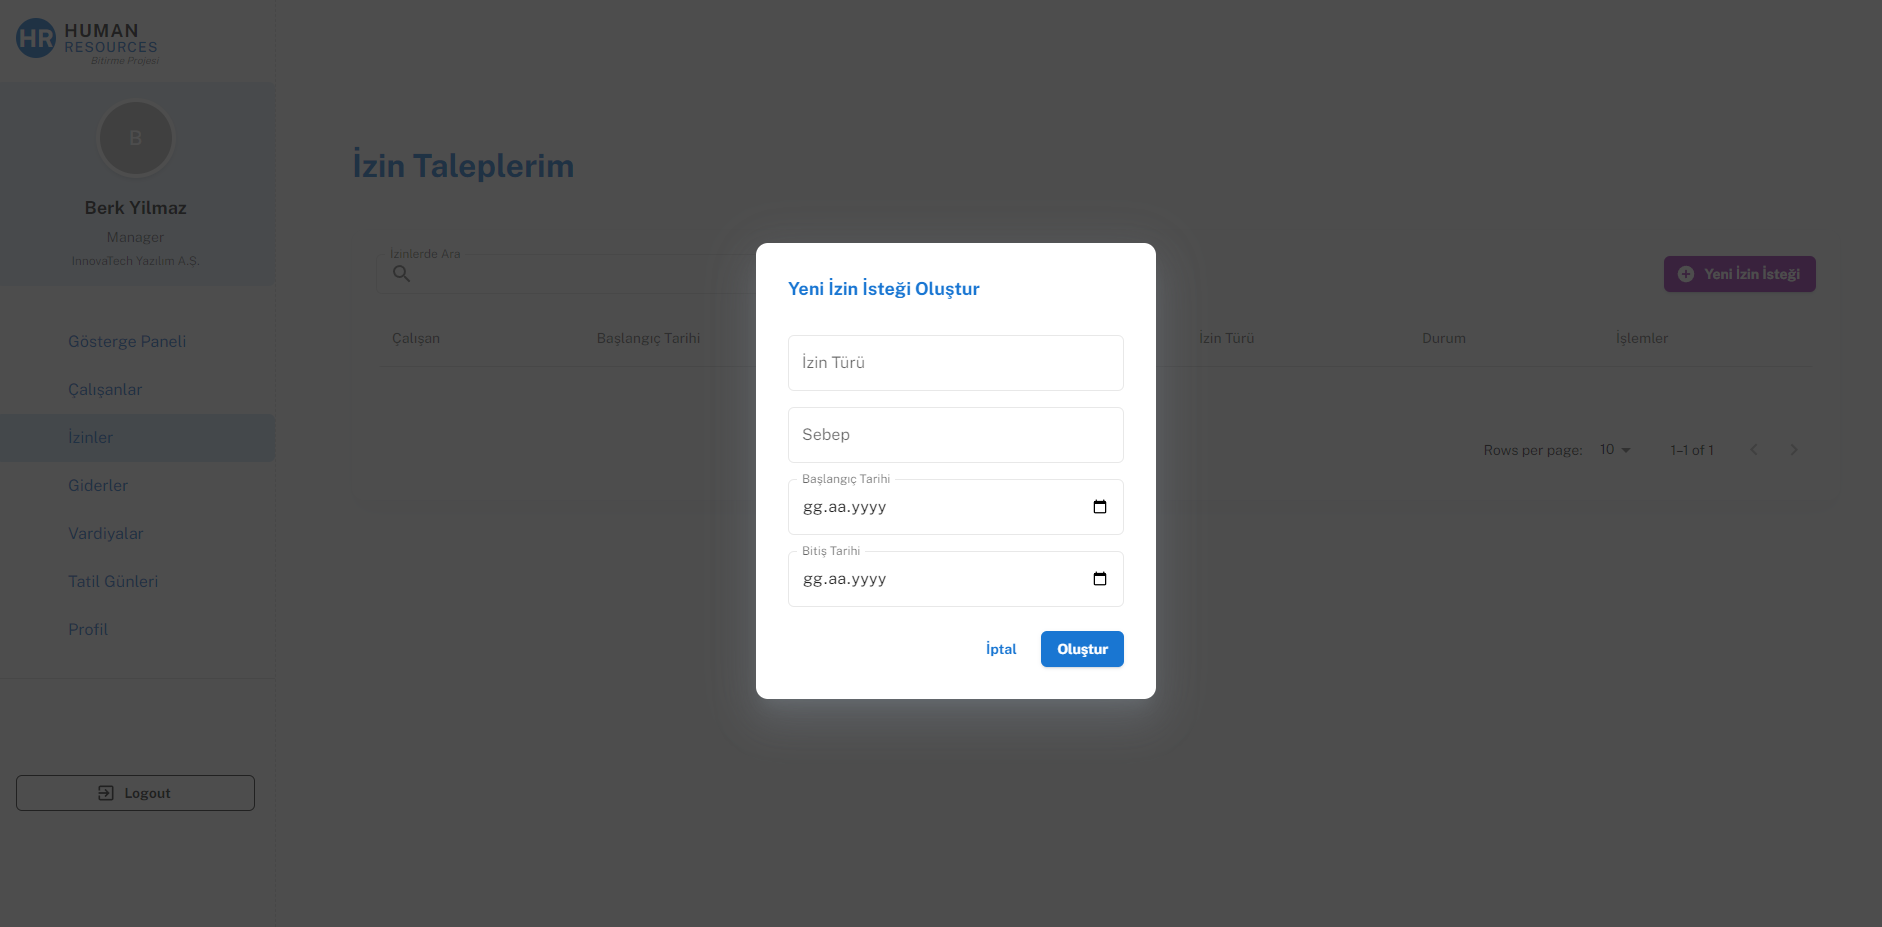 HR HUMAN
RESOURCES
Bitirme Projesi
B
Berk Yilmaz
Manager
InnovaTech Yazılım A.Ş.
Gösterge Paneli
Çalışanlar
İzinler
Giderler
Vardiyalar
Tatil Günleri
Profil
Logout
İzin Taleplerim
İzinlerde Ara
Yeni İzin İsteği
Çalışan Başlangıç Tarihi İzin Türü Durum İşlemler
Rows per page: 10 1–1 of 1
Yeni İzin İsteği Oluştur
İzin Türü
Sebep
Başlangıç Tarihi
gg.aa.yyyy
Bitiş Tarihi
gg.aa.yyyy
İptal Oluştur